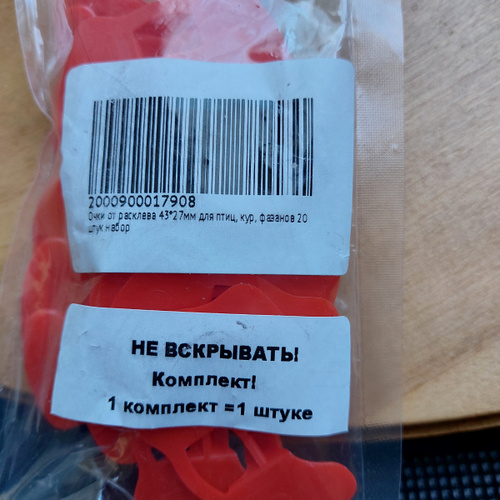 2000900017908
Очки от расклева 43*27мм для птиц, кур, фазанов 20
штук набор
НЕ ВСКРЫВАТЬ!
Комплект!
1 комплект =1 штуке